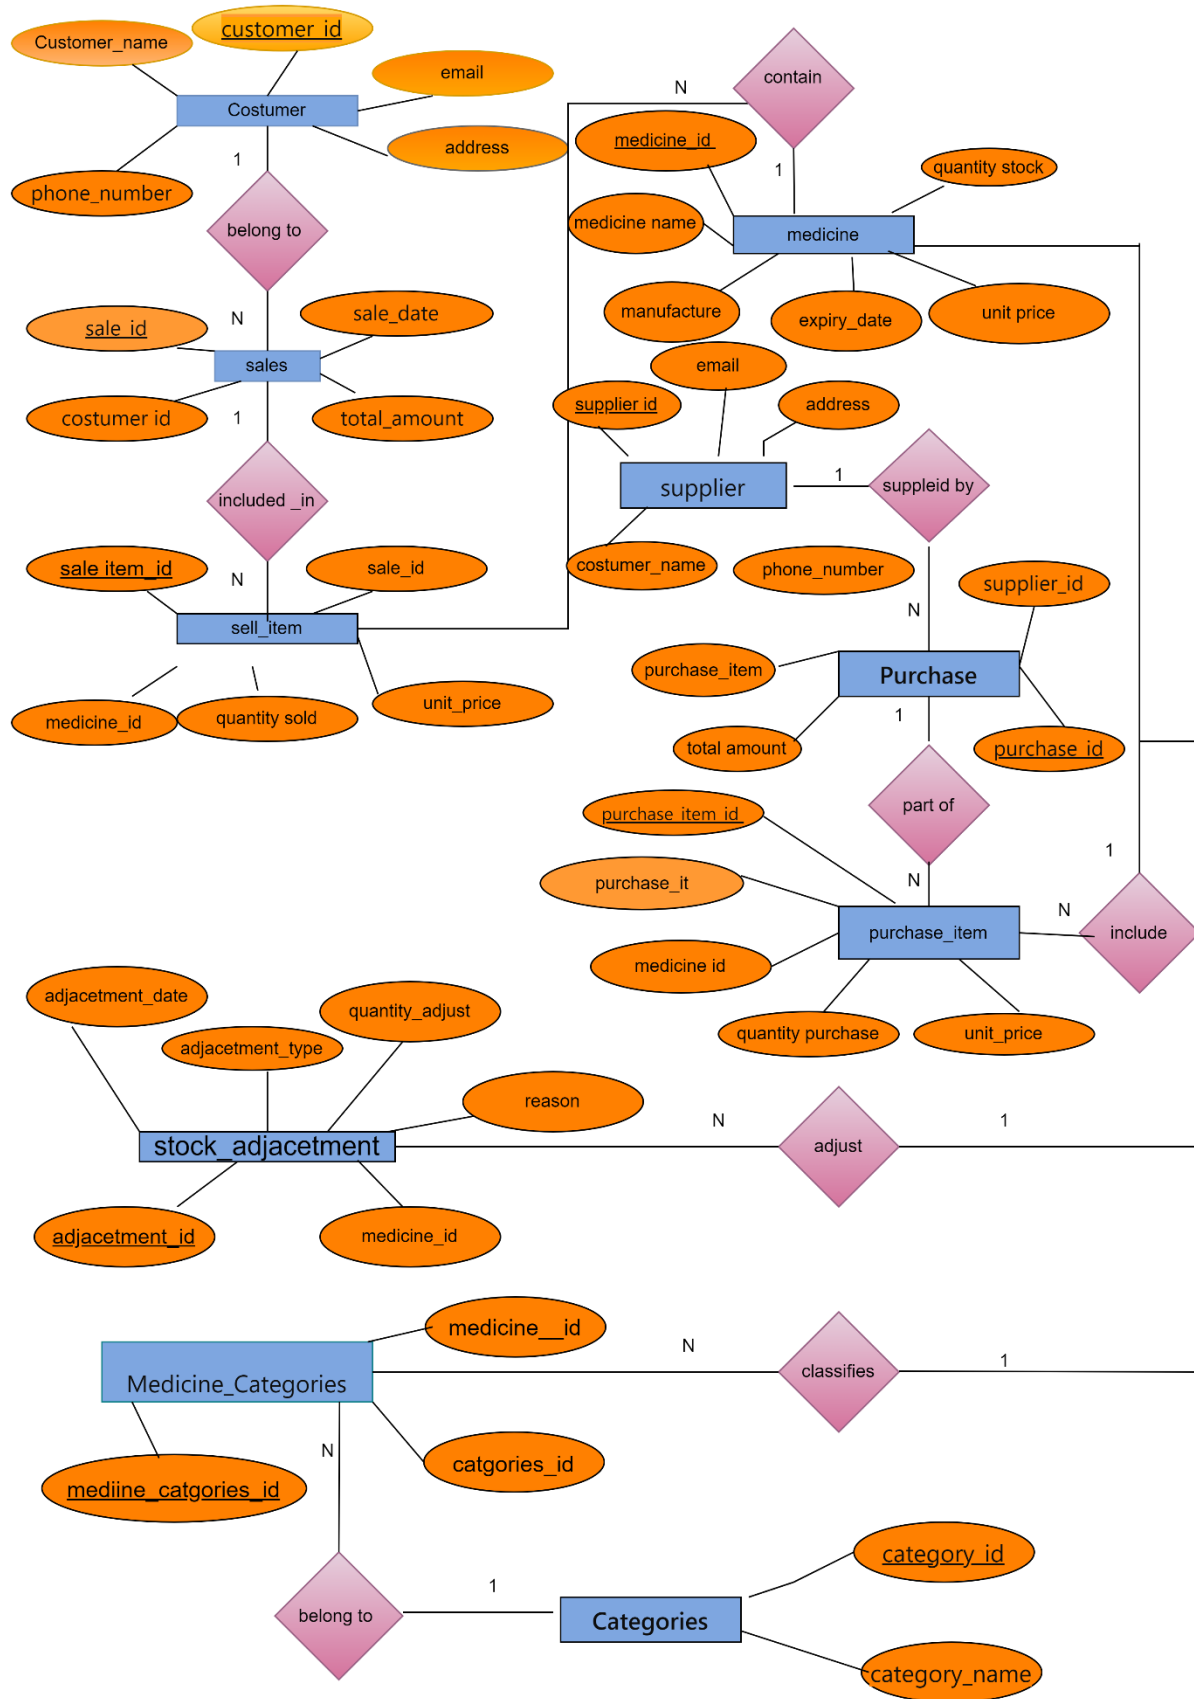 customer_id
Customer_name
email
Costumer
address
phone_number
1
belong to
N
sale_id
sale_date
sales
costumer id
total_amount
1
included _in
N
sale item_id
sale_id
sell_item
medicine_id
quantity sold
unit_price
N
contain
1
medicine_id
quantity stock
medicine name
medicine
manufacture
expiry_date
unit price
email
supplier id
address
supplier
1
suppleid by
costumer_name
phone_number
N
supplier_id
purchase_item
Purchase
total amount
1
purchase_id
part of
purchase_item_id
N
purchase_it
purchase_item
N
1
include
medicine id
quantity purchase
unit_price
adjacetment_date
adjacetment_type
quantity_adjust
reason
stock_adjacetment
N
adjust
1
adjacetment_id
medicine_id
medicine__id
Medicine_Categories
N
classifies
1
mediine_catgories_id
catgories_id
N
belong to
1
Categories
category_id
category_name